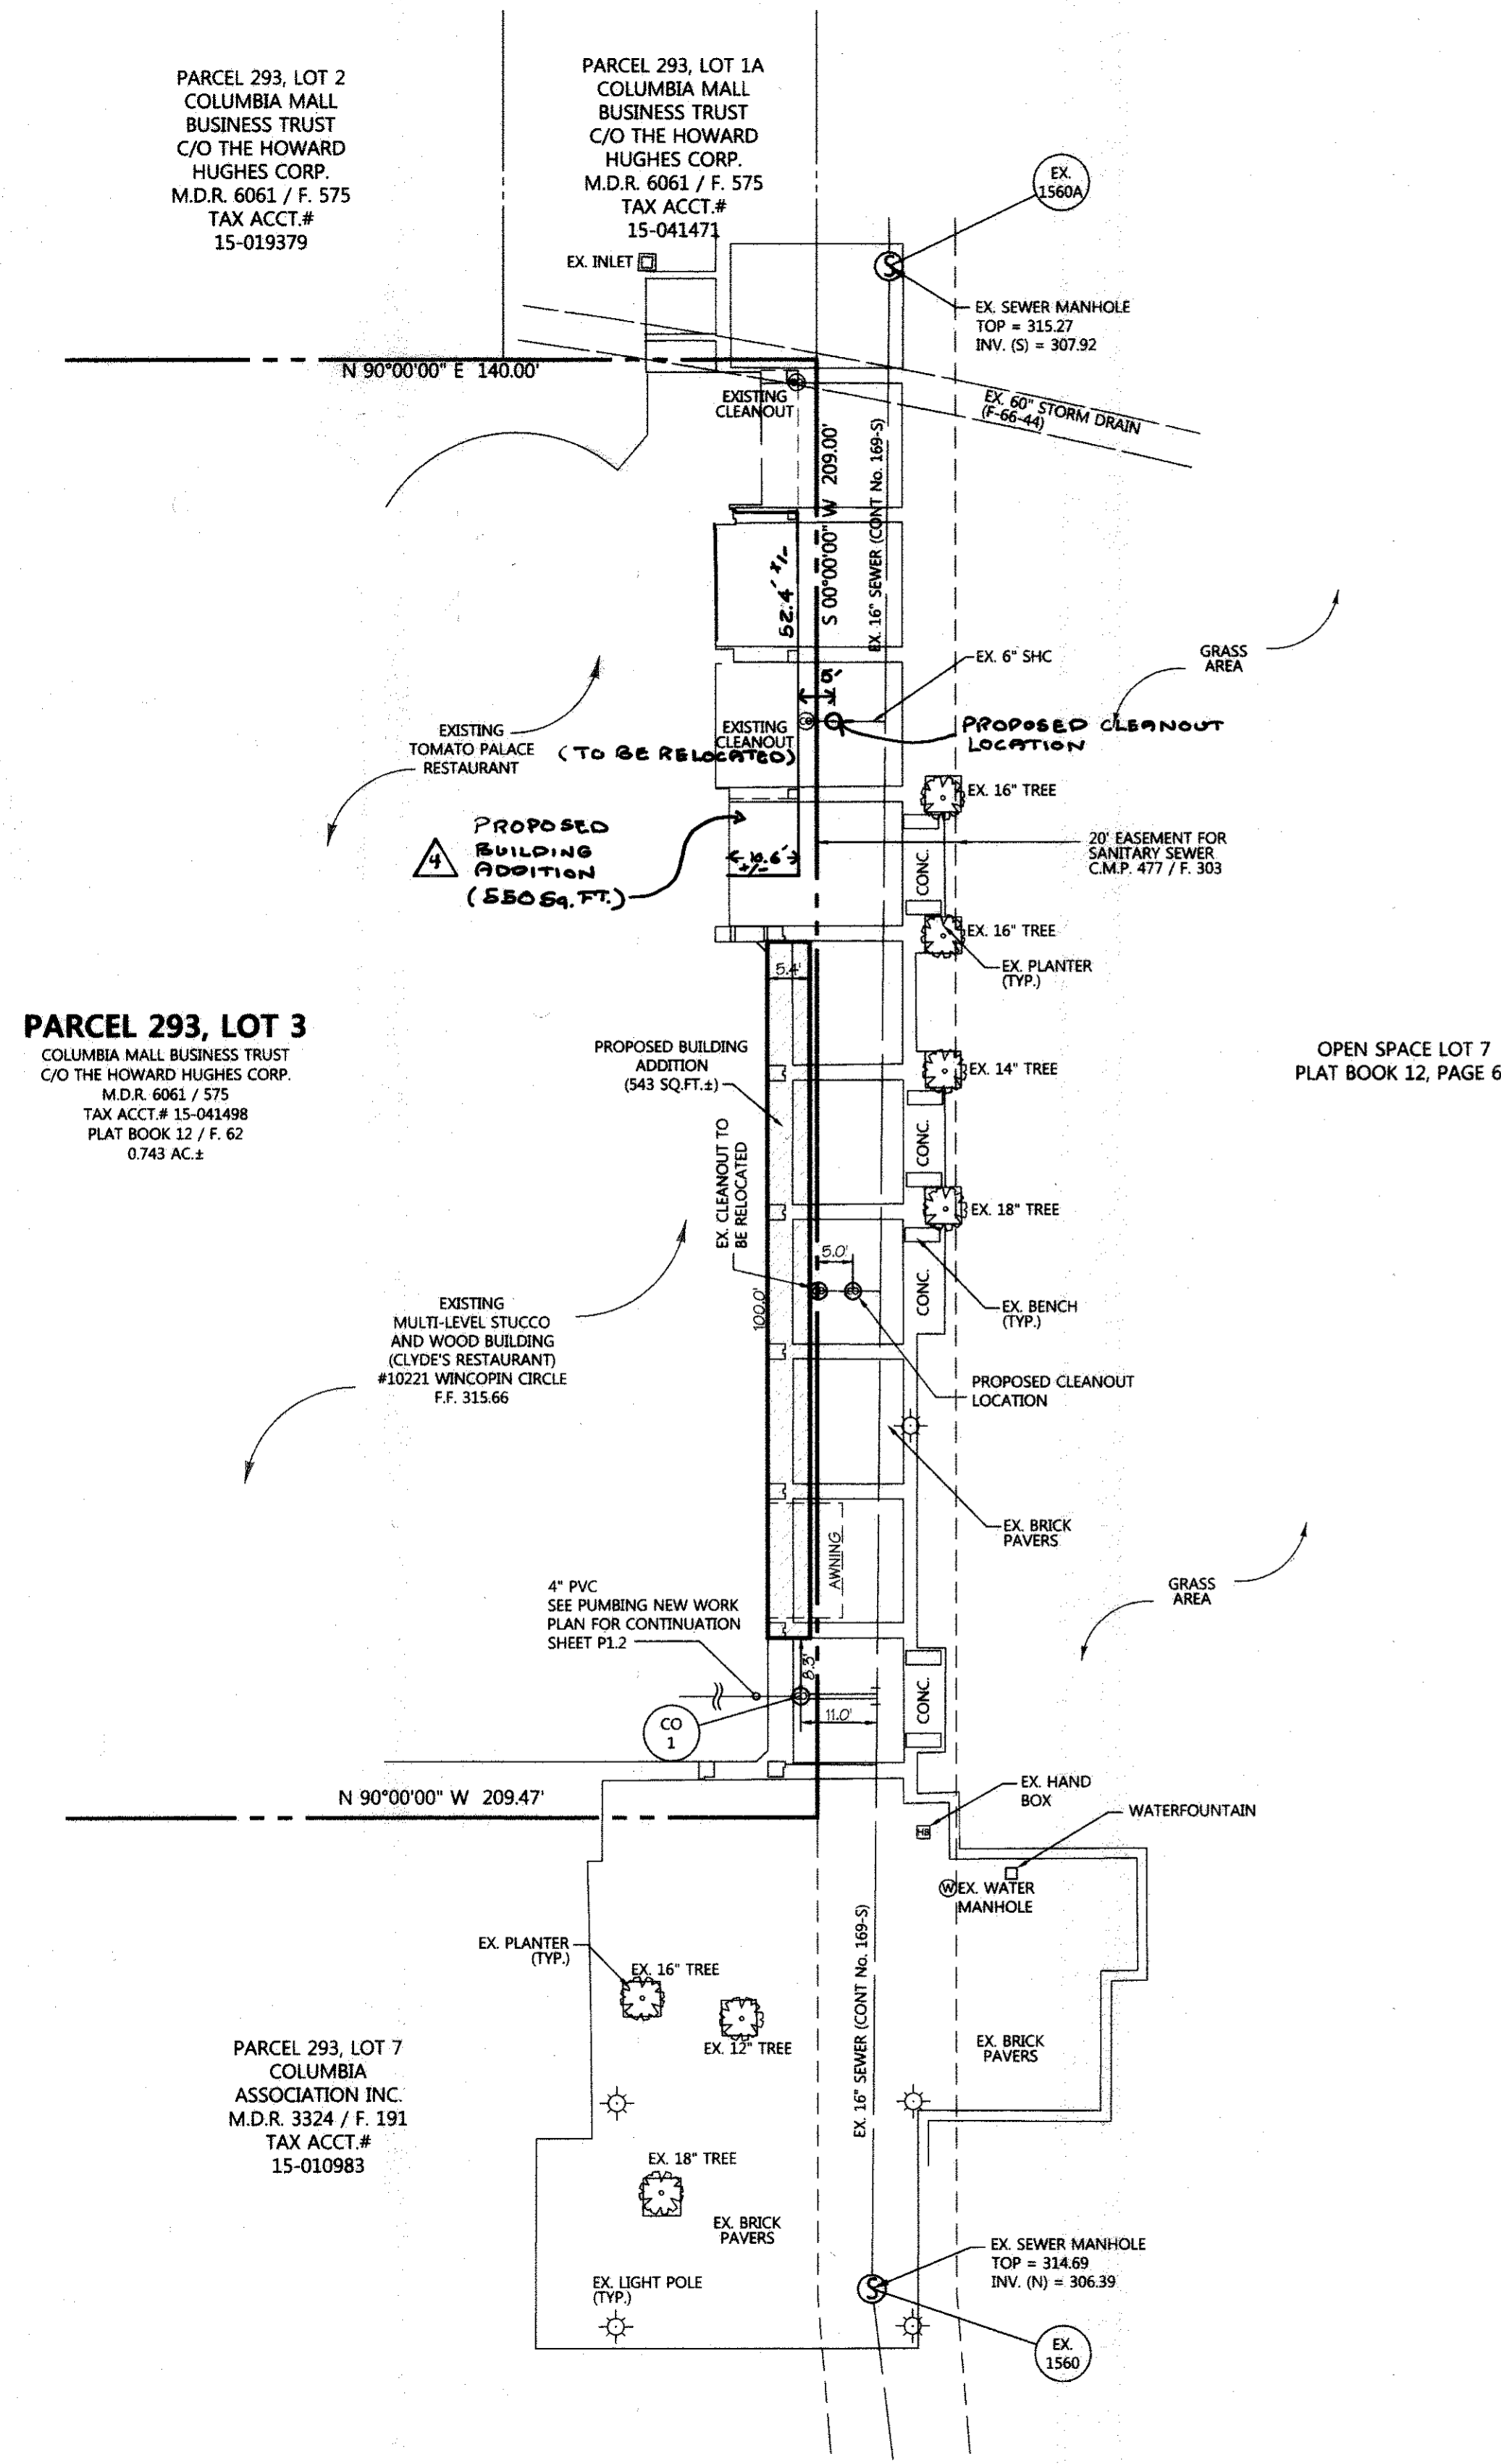 PARCEL 293, LOT 2
COLUMBIA MALL
BUSINESS TRUST
C/O THE HOWARD
HUGHES CORP.
M.D.R. 6061 / F. 575
TAX ACCT.#
15-019379
PARCEL 293, LOT 1A
COLUMBIA MALL
BUSINESS TRUST
C/O THE HOWARD
HUGHES CORP.
M.D.R. 6061 / F. 575
TAX ACCT.#
15-041471
EX.
1560A
EX. INLET
S
EX. SEWER MANHOLE
TOP = 315.27
INV. (S) = 307.92
N 90°00'00" E 140.00'
EXISTING
CLEANOUT
EX. 60" STORM DRAIN
(F-66-44)
S 00°00'00" W 209.00'
EX. 16" SEWER (CONT No. 169-S)
52.4' +/-
EX. 6" SHC
GRASS
AREA
5'
EXISTING
TOMATO PALACE
RESTAURANT
EXISTING
CLEANOUT
(TO BE RELOCATED)
PROPOSED CLEANOUT
LOCATION
EX. 16" TREE
4
PROPOSED
BUILDING
ADDITION
(550 Sq. FT.)
10.6'
+/-
20' EASEMENT FOR
SANITARY SEWER
C.M.P. 477 / F. 303
CONC.
EX. 16" TREE
EX. PLANTER
(TYP.)
5.4'
PARCEL 293, LOT 3
COLUMBIA MALL BUSINESS TRUST
C/O THE HOWARD HUGHES CORP.
M.D.R. 6061 / 575
TAX ACCT.# 15-041498
PLAT BOOK 12 / F. 62
0.743 AC.±
PROPOSED BUILDING
ADDITION
(543 SQ.FT.±)
EX. 14" TREE
OPEN SPACE LOT 7
PLAT BOOK 12, PAGE 6
CONC.
EX. CLEANOUT TO
BE RELOCATED
EX. 18" TREE
5.0'
CONC.
EX. BENCH
(TYP.)
100.0'
EXISTING
MULTI-LEVEL STUCCO
AND WOOD BUILDING
(CLYDE'S RESTAURANT)
#10221 WINCOPIN CIRCLE
F.F. 315.66
PROPOSED CLEANOUT
LOCATION
EX. BRICK
PAVERS
AWNING
GRASS
AREA
4" PVC
SEE PUMBING NEW WORK
PLAN FOR CONTINUATION
SHEET P1.2
8.3'
CO
1
11.0'
CONC.
N 90°00'00" W 209.47'
EX. HAND
BOX
HB
WATERFOUNTAIN
W
EX. WATER
MANHOLE
EX. PLANTER
(TYP.)
EX. 16" TREE
EX. 12" TREE
EX. 16" SEWER (CONT No. 169-S)
EX. BRICK
PAVERS
PARCEL 293, LOT 7
COLUMBIA
ASSOCIATION INC.
M.D.R. 3324 / F. 191
TAX ACCT.#
15-010983
EX. 18" TREE
EX. BRICK
PAVERS
EX. LIGHT POLE
(TYP.)
S
EX. SEWER MANHOLE
TOP = 314.69
INV. (N) = 306.39
EX.
1560